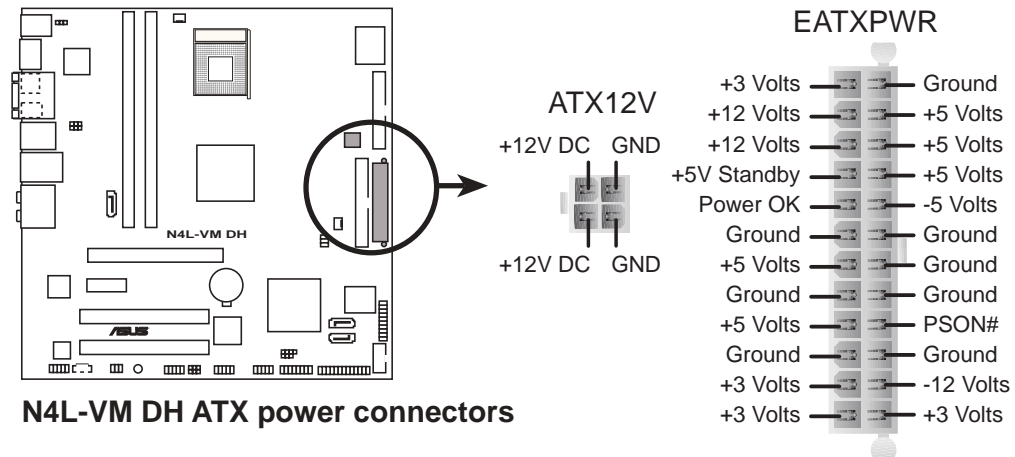 EATXPWR
ATX12V
+12V DC GND
+12V DC GND
+3 Volts Ground
+12 Volts +5 Volts
+12 Volts +5 Volts
+5V Standby +5 Volts
Power OK -5 Volts
Ground Ground
+5 Volts Ground
Ground Ground
+5 Volts PSON#
Ground Ground
+3 Volts -12 Volts
+3 Volts +3 Volts
N4L-VM DH
ASUS
N4L-VM DH ATX power connectors